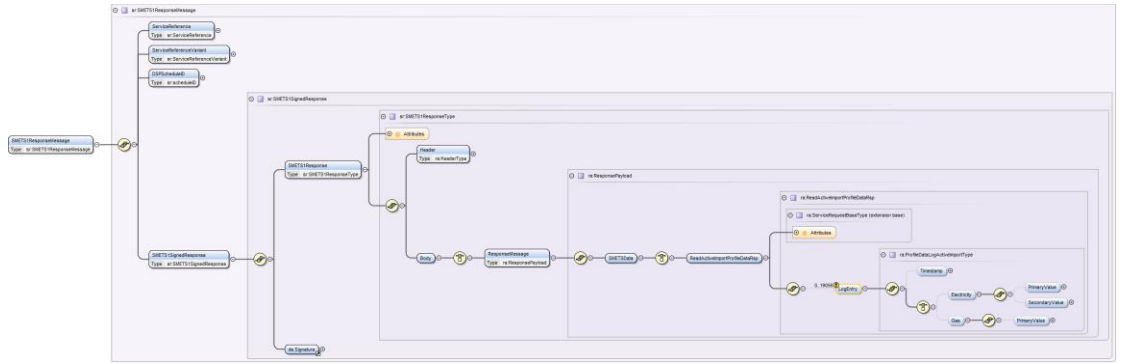 sr:SMETS1ResponseMessage
ServiceReference
Type sr:ServiceReference
ServiceReferenceVariant
Type sr:ServiceReferenceVariant
DSPScheduleID
Type sr:scheduleID
sr:SMETS1SignedResponse
sr:SMETS1ResponseType
Attributes
SMETS1ResponseMessage
Type sr:SMETS1ResponseMessage
Header
Type ra:HeaderType
SMETS1Response
Type sr:SMETS1ResponseType
ra:ResponsePayload
ra:ReadActiveImportProfileDataRsp
ra:ServiceRequestBaseType (extension base)
Attributes
SMETS1SignedResponse
Type sr:SMETS1SignedResponse
Body
ResponseMessage
Type ra:ResponsePayload
SMETSData
ReadActiveImportProfileDataRsp
ra:ProfileDataLogActiveImportType
Timestamp
LogEntry
Electricity
PrimaryValue
SecondaryValue
Gas
PrimaryValue
ds:Signature